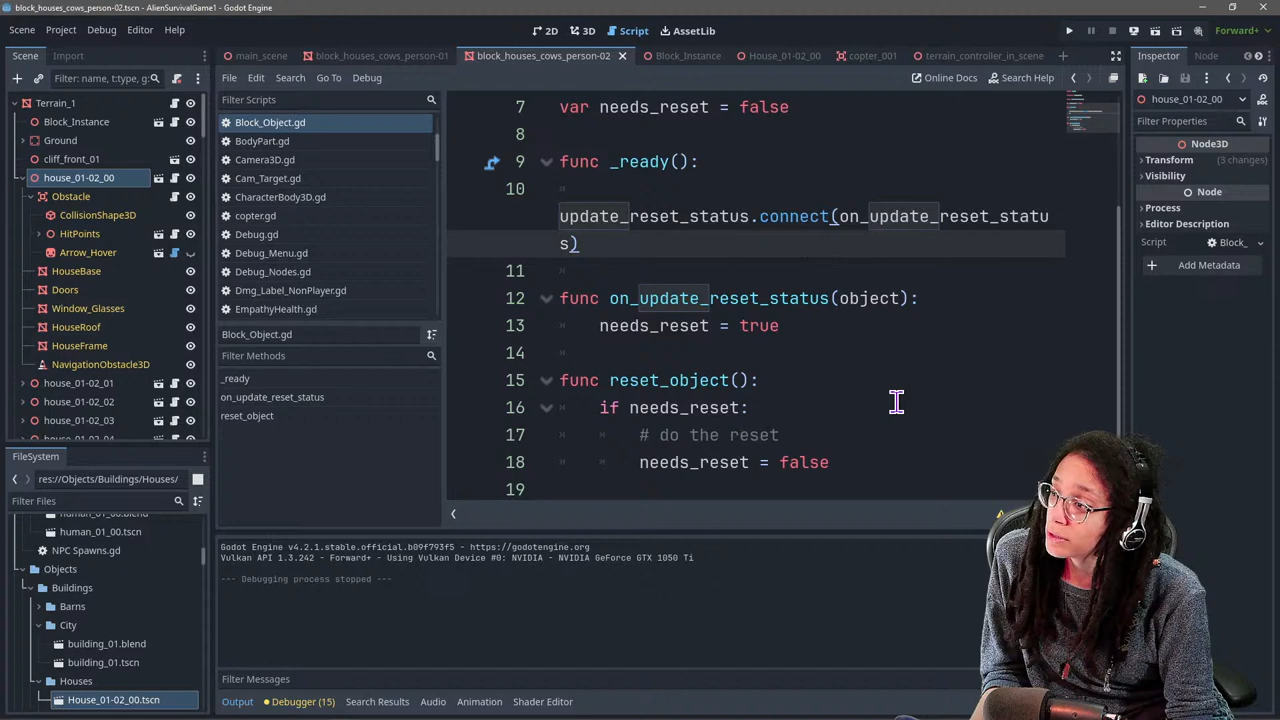 block_houses_cows_person-02.tscn - AlienSurvivalGame1 - Godot Engine
Scene Project Debug Editor Help
2D 3D Script AssetLib
Forward+
Scene Import
main_scene block_houses_cows_person-01 block_houses_cows_person-02 Block_Instance House_01-02_00 copter_001 terrain_controller_in_scene
Inspector Node
Filter: name, t:type, g:
File Edit Search Go To Debug
Online Docs Search Help
Filter Scripts
house_01-02_00
Filter Properties
Terrain_1
Block_Instance
Ground
cliff_front_01
house_01-02_00
Obstacle
CollisionShape3D
HitPoints
Arrow_Hover
HouseBase
Doors
Window_Glasses
HouseRoof
HouseFrame
NavigationObstacle3D
house_01-02_01
house_01-02_02
house_01-02_03
house_01-02_04
Block_Object.gd
BodyPart.gd
Camera3D.gd
Cam_Target.gd
CharacterBody3D.gd
copter.gd
Debug.gd
Debug_Menu.gd
Debug_Nodes.gd
Dmg_Label_NonPlayer.gd
EmpathyHealth.gd
Block_Object.gd
Filter Methods
_ready
on_update_reset_status
reset_object
7 var needs_reset = false
8
9 func _ready():
10
update_reset_status.connect(on_update_reset_statu
s)
11
12 func on_update_reset_status(object):
13 needs_reset = true
14
15 func reset_object():
16 if needs_reset:
17 # do the reset
18 needs_reset = false
19
Node3D
Transform (3 changes)
Visibility
Node
Process
Editor Description
Script Block_
Add Metadata
FileSystem
res://Objects/Buildings/Houses/
Filter Files
human_01_00.blend
human_01_00.tscn
NPC Spawns.gd
Objects
Buildings
Barns
City
building_01.blend
building_01.tscn
Houses
House_01-02_00.tscn
Godot Engine v4.2.1.stable.official.b09f793f5 - https://godotengine.org
Vulkan API 1.3.242 - Forward+ - Using Vulkan Device #0: NVIDIA - NVIDIA GeForce GTX 1050 Ti
--- Debugging process stopped ---
Filter Messages
Output Debugger (15) Search Results Audio Animation Shader Editor